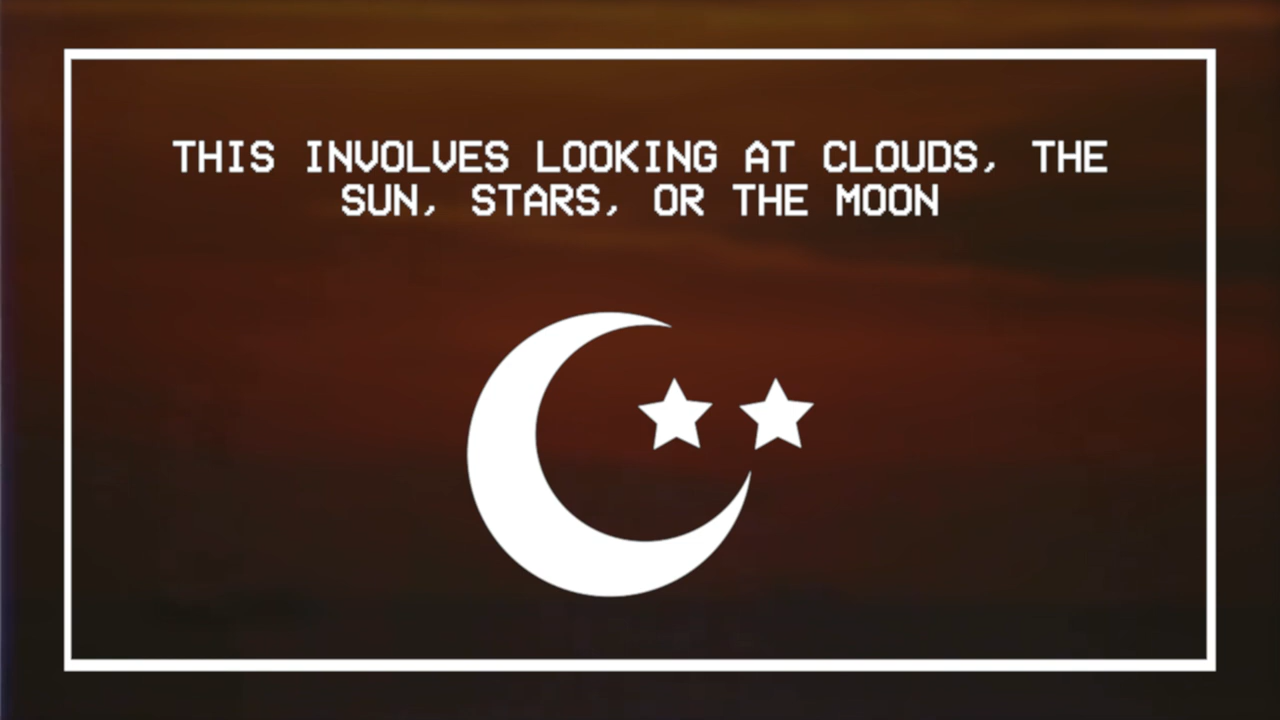 THIS INVOLVES LOOKING AT CLOUDS, THE
SUN, STARS, OR THE MOON